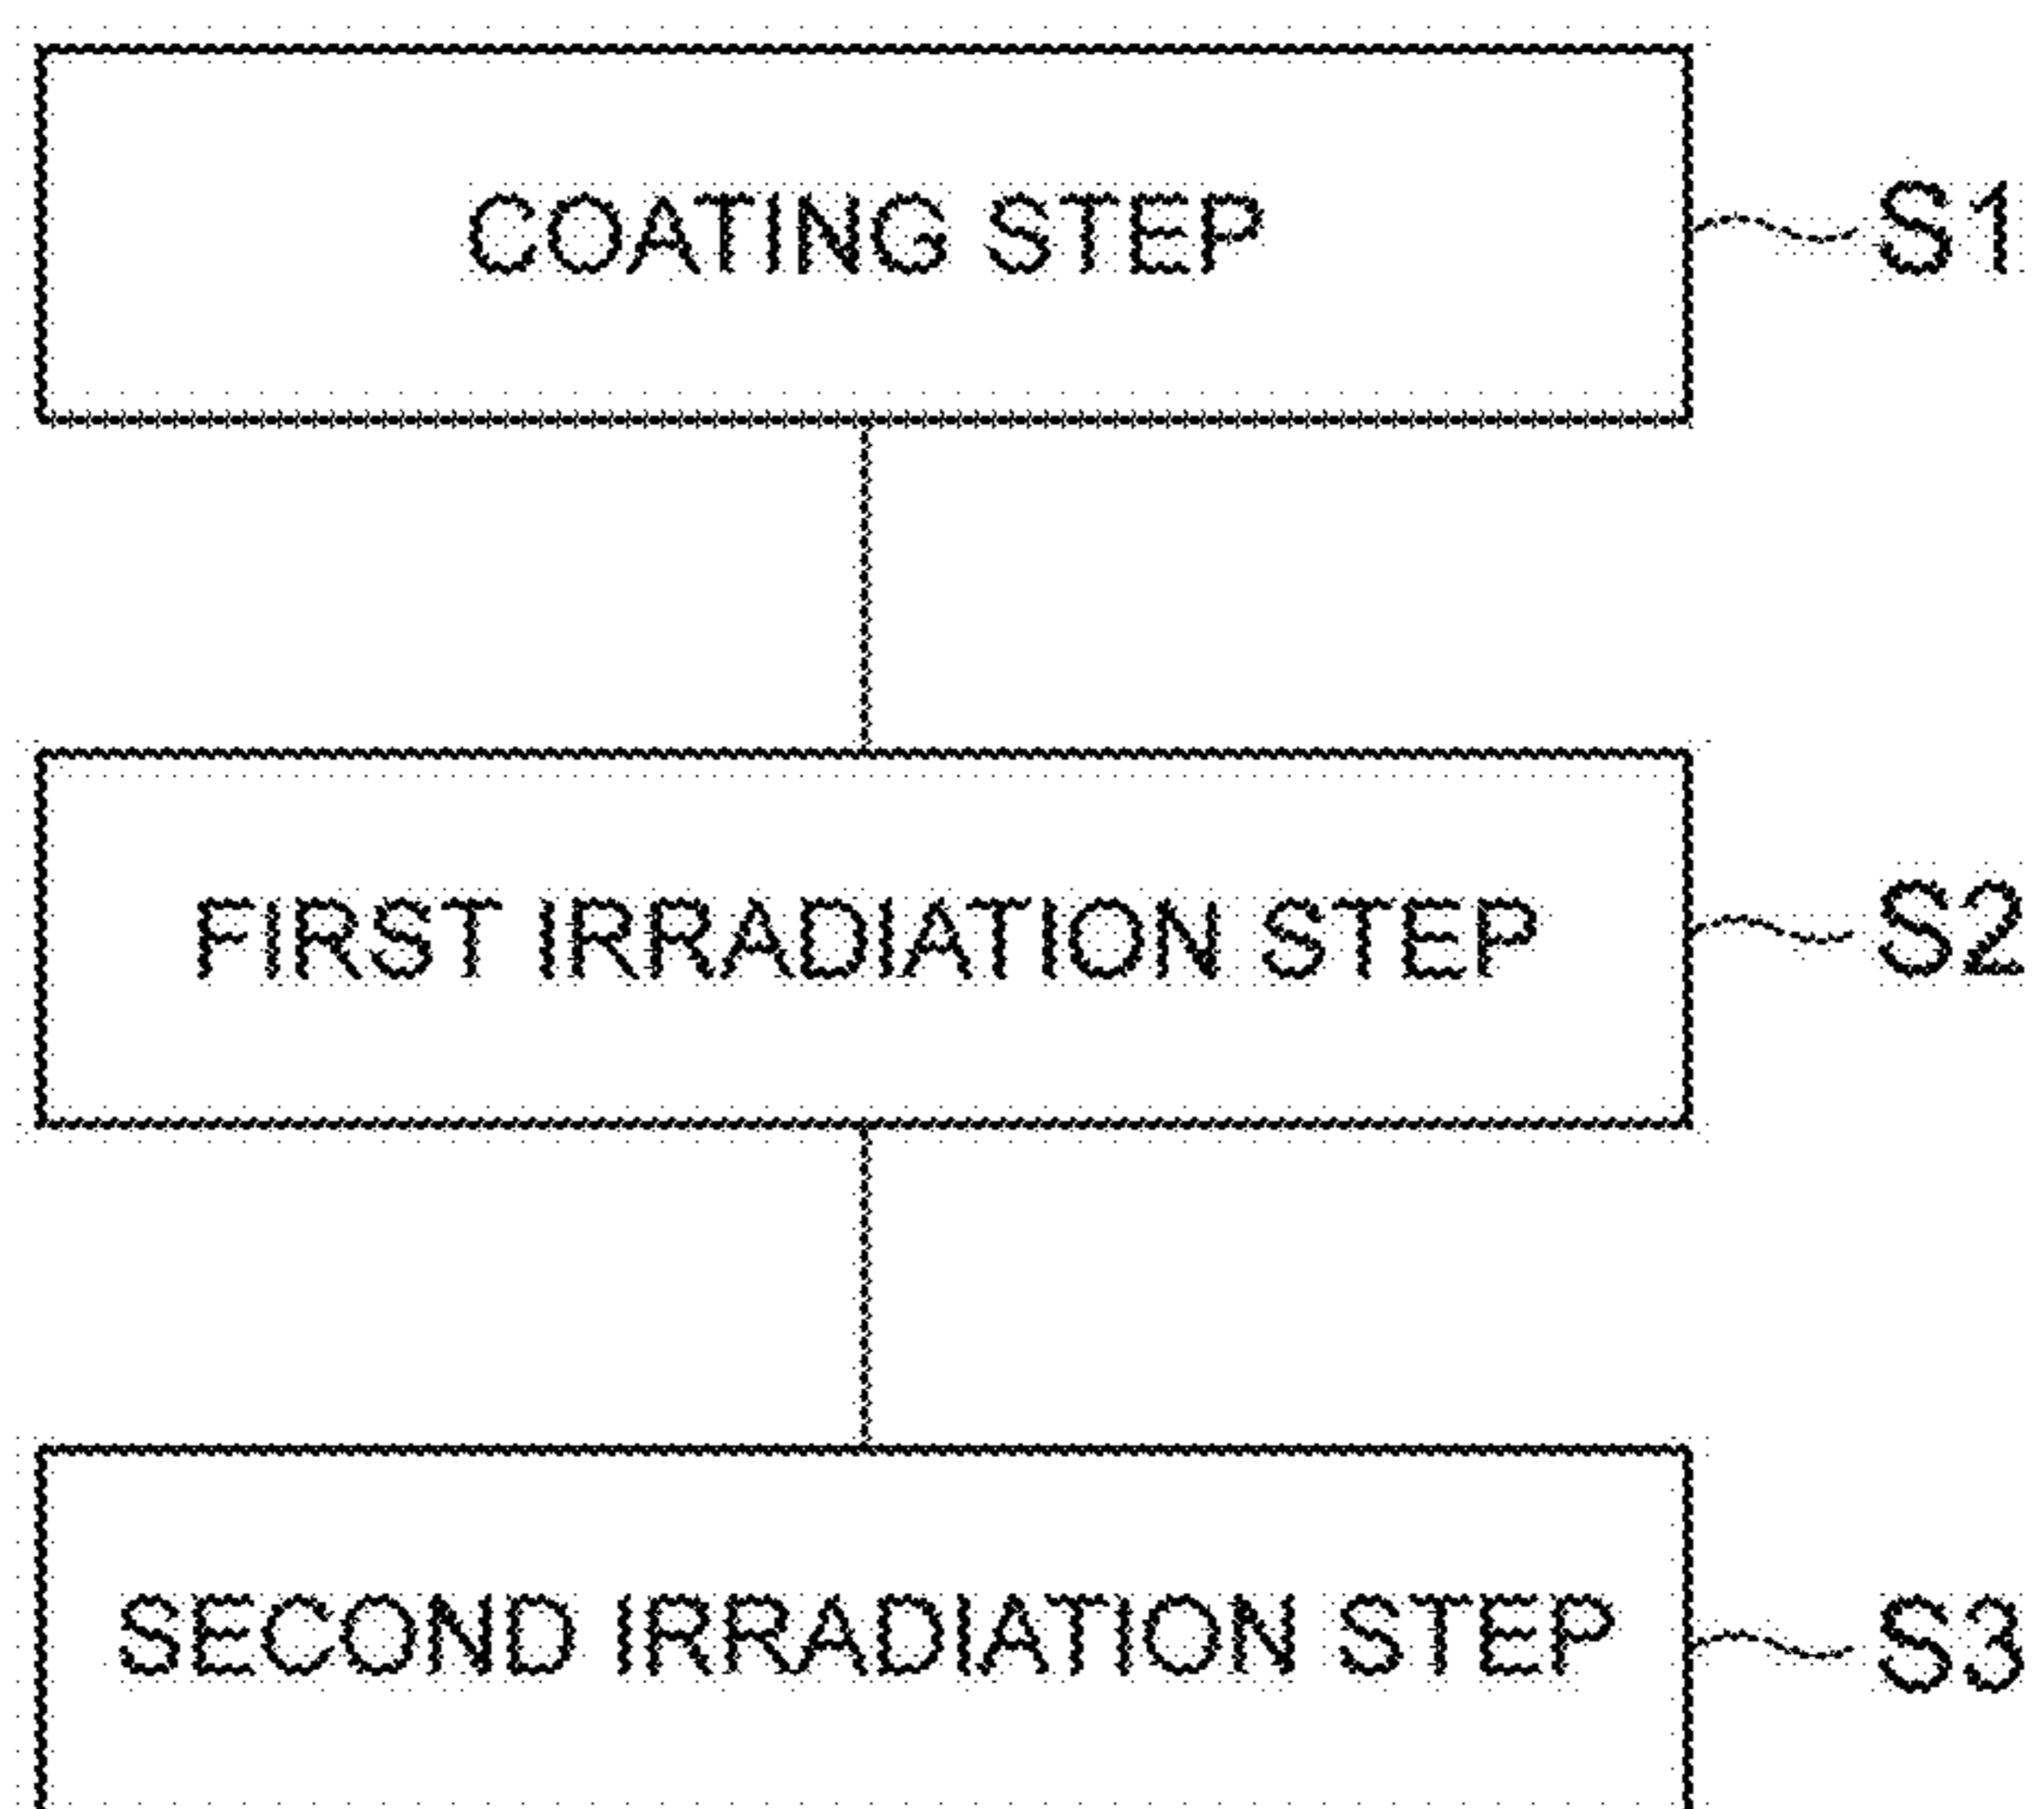 COATING STEP S1
FIRST IRRADIATION STEP S2
SECOND IRRADIATION STEP S3